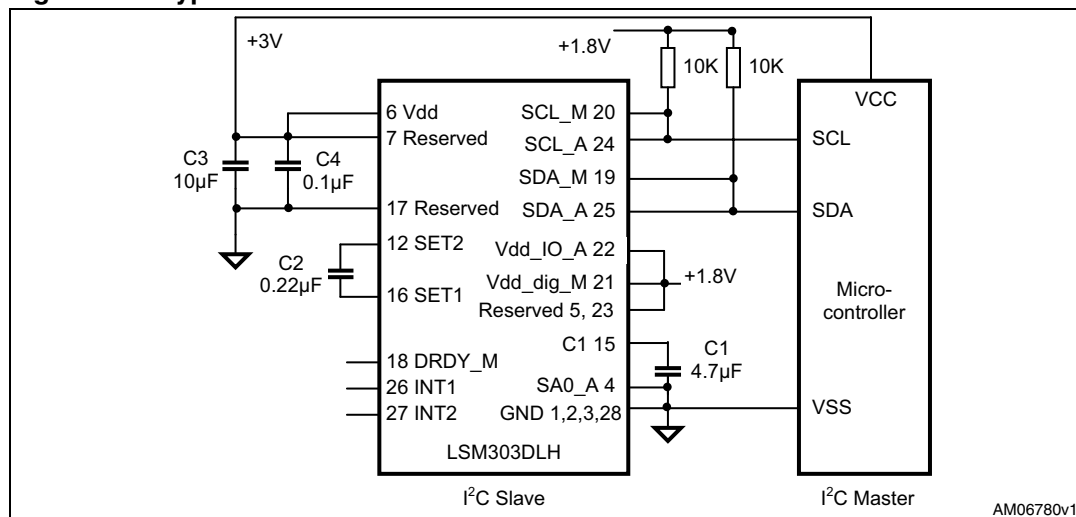 +3V
+1.8V
10K
10K
VCC
6 Vdd
7 Reserved
SCL_M 20
SCL_A 24
SCL
C3
10µF
C4
0.1µF
SDA_M 19
17 Reserved
SDA_A 25
SDA
12 SET2
C2
0.22µF
16 SET1
Vdd_IO_A 22
Vdd_dig_M 21
+1.8V
Reserved 5, 23
Micro-
controller
C1 15
C1
4.7µF
18 DRDY_M
26 INT1
SA0_A 4
27 INT2
GND 1,2,3,28
VSS
LSM303DLH
I²C Slave
I²C Master
AM06780v1